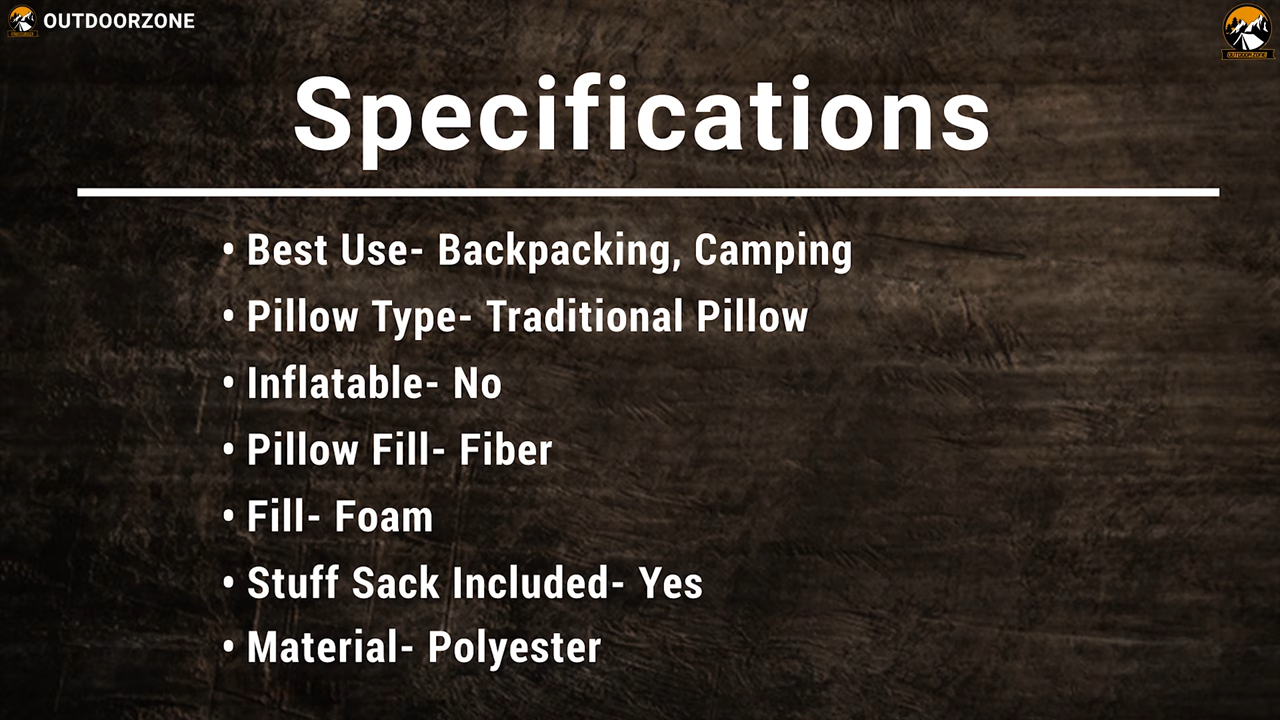 OUTDOORZONE
OUTDOORZONE
Specifications
• Best Use- Backpacking, Camping
• Pillow Type- Traditional Pillow
• Inflatable- No
• Pillow Fill- Fiber
• Fill- Foam
• Stuff Sack Included- Yes
• Material- Polyester